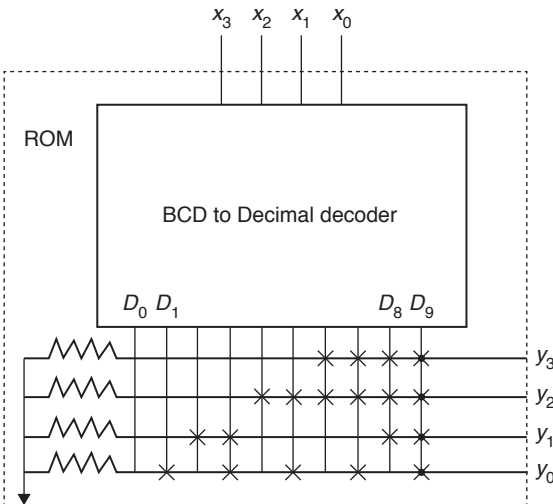 x₃ x₂ x₁ x₀
ROM
BCD to Decimal decoder
D₀ D₁ D₈ D₉
y₃
y₂
y₁
y₀